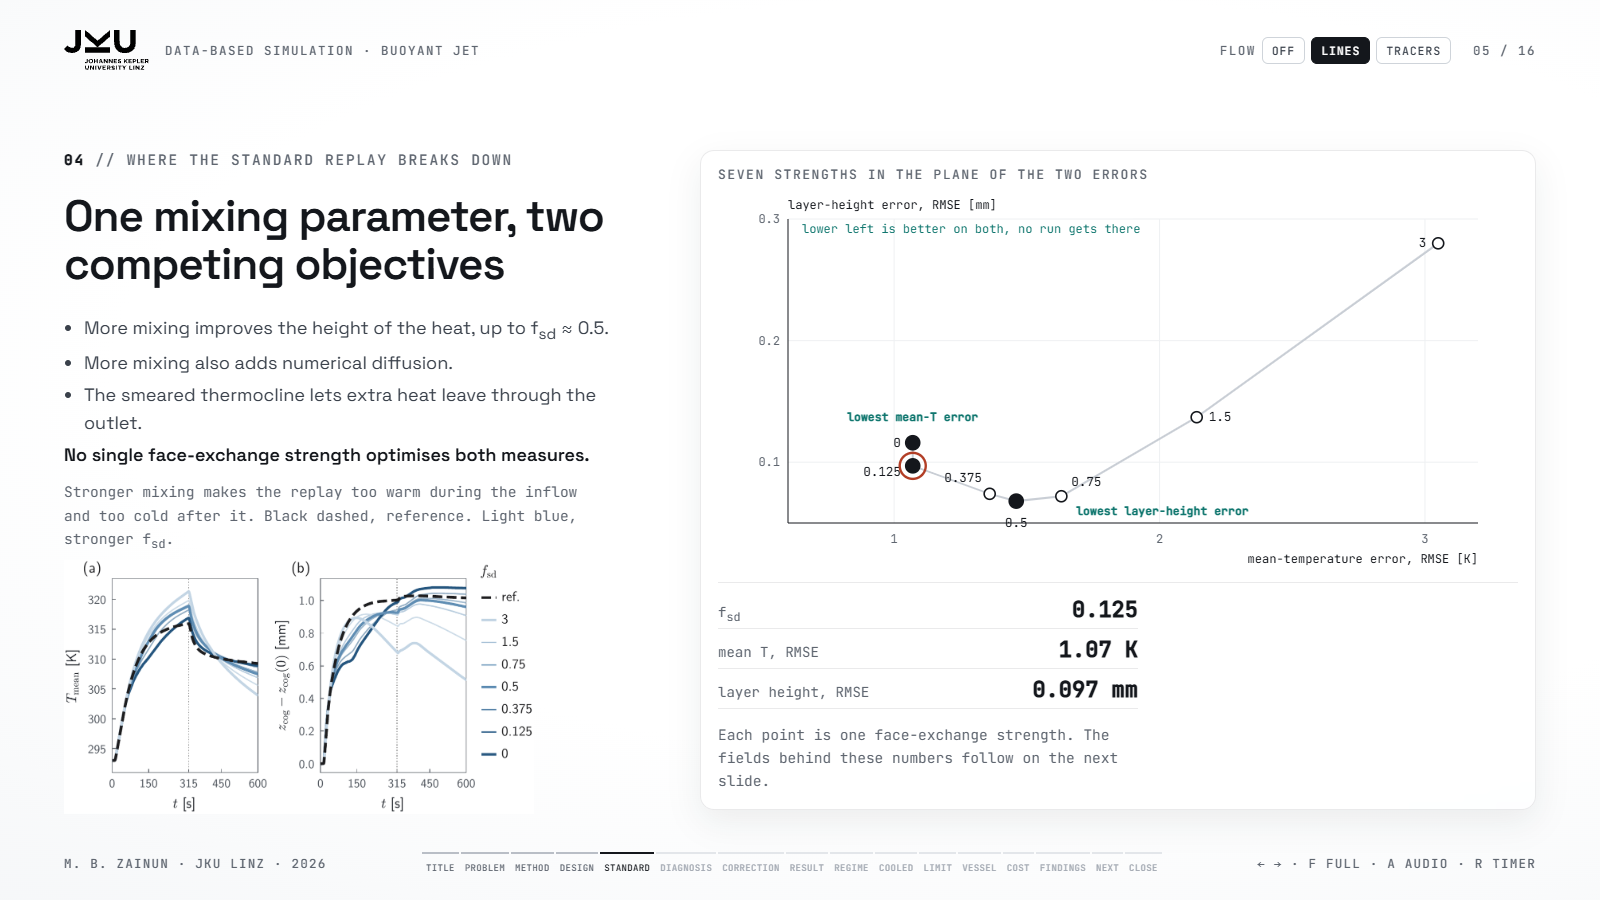 JKU
JOHANNES KEPLER
UNIVERSITY LINZ
DATA-BASED SIMULATION · BUOYANT JET
FLOW OFF LINES TRACERS 05 / 16
04 // WHERE THE STANDARD REPLAY BREAKS DOWN
One mixing parameter, two
competing objectives
• More mixing improves the height of the heat, up to fsd ≈ 0.5.
• More mixing also adds numerical diffusion.
• The smeared thermocline lets extra heat leave through the
outlet.
No single face-exchange strength optimises both measures.
Stronger mixing makes the replay too warm during the inflow
and too cold after it. Black dashed, reference. Light blue,
stronger fsd.
(a)
320
315
310
305
300
295
Tmean [K]
0 150 315 450 600
t [s]
(b)
1.0
0.8
0.6
0.4
0.2
0.0
zcog − zcog(0) [mm]
0 150 315 450 600
t [s]
fsd
ref.
3
1.5
0.75
0.5
0.375
0.125
0
SEVEN STRENGTHS IN THE PLANE OF THE TWO ERRORS
layer-height error, RMSE [mm]
0.3
lower left is better on both, no run gets there
3
0.2
lowest mean-T error
1.5
0
0.1
0.125
0.375
0.75
lowest layer-height error
0.5
1 2 3
mean-temperature error, RMSE [K]
fsd 0.125
mean T, RMSE 1.07 K
layer height, RMSE 0.097 mm
Each point is one face-exchange strength. The
fields behind these numbers follow on the next
slide.
M. B. ZAINUN · JKU LINZ · 2026
TITLE PROBLEM METHOD DESIGN STANDARD DIAGNOSIS CORRECTION RESULT REGIME COOLED LIMIT VESSEL COST FINDINGS NEXT CLOSE
← → · F FULL · A AUDIO · R TIMER